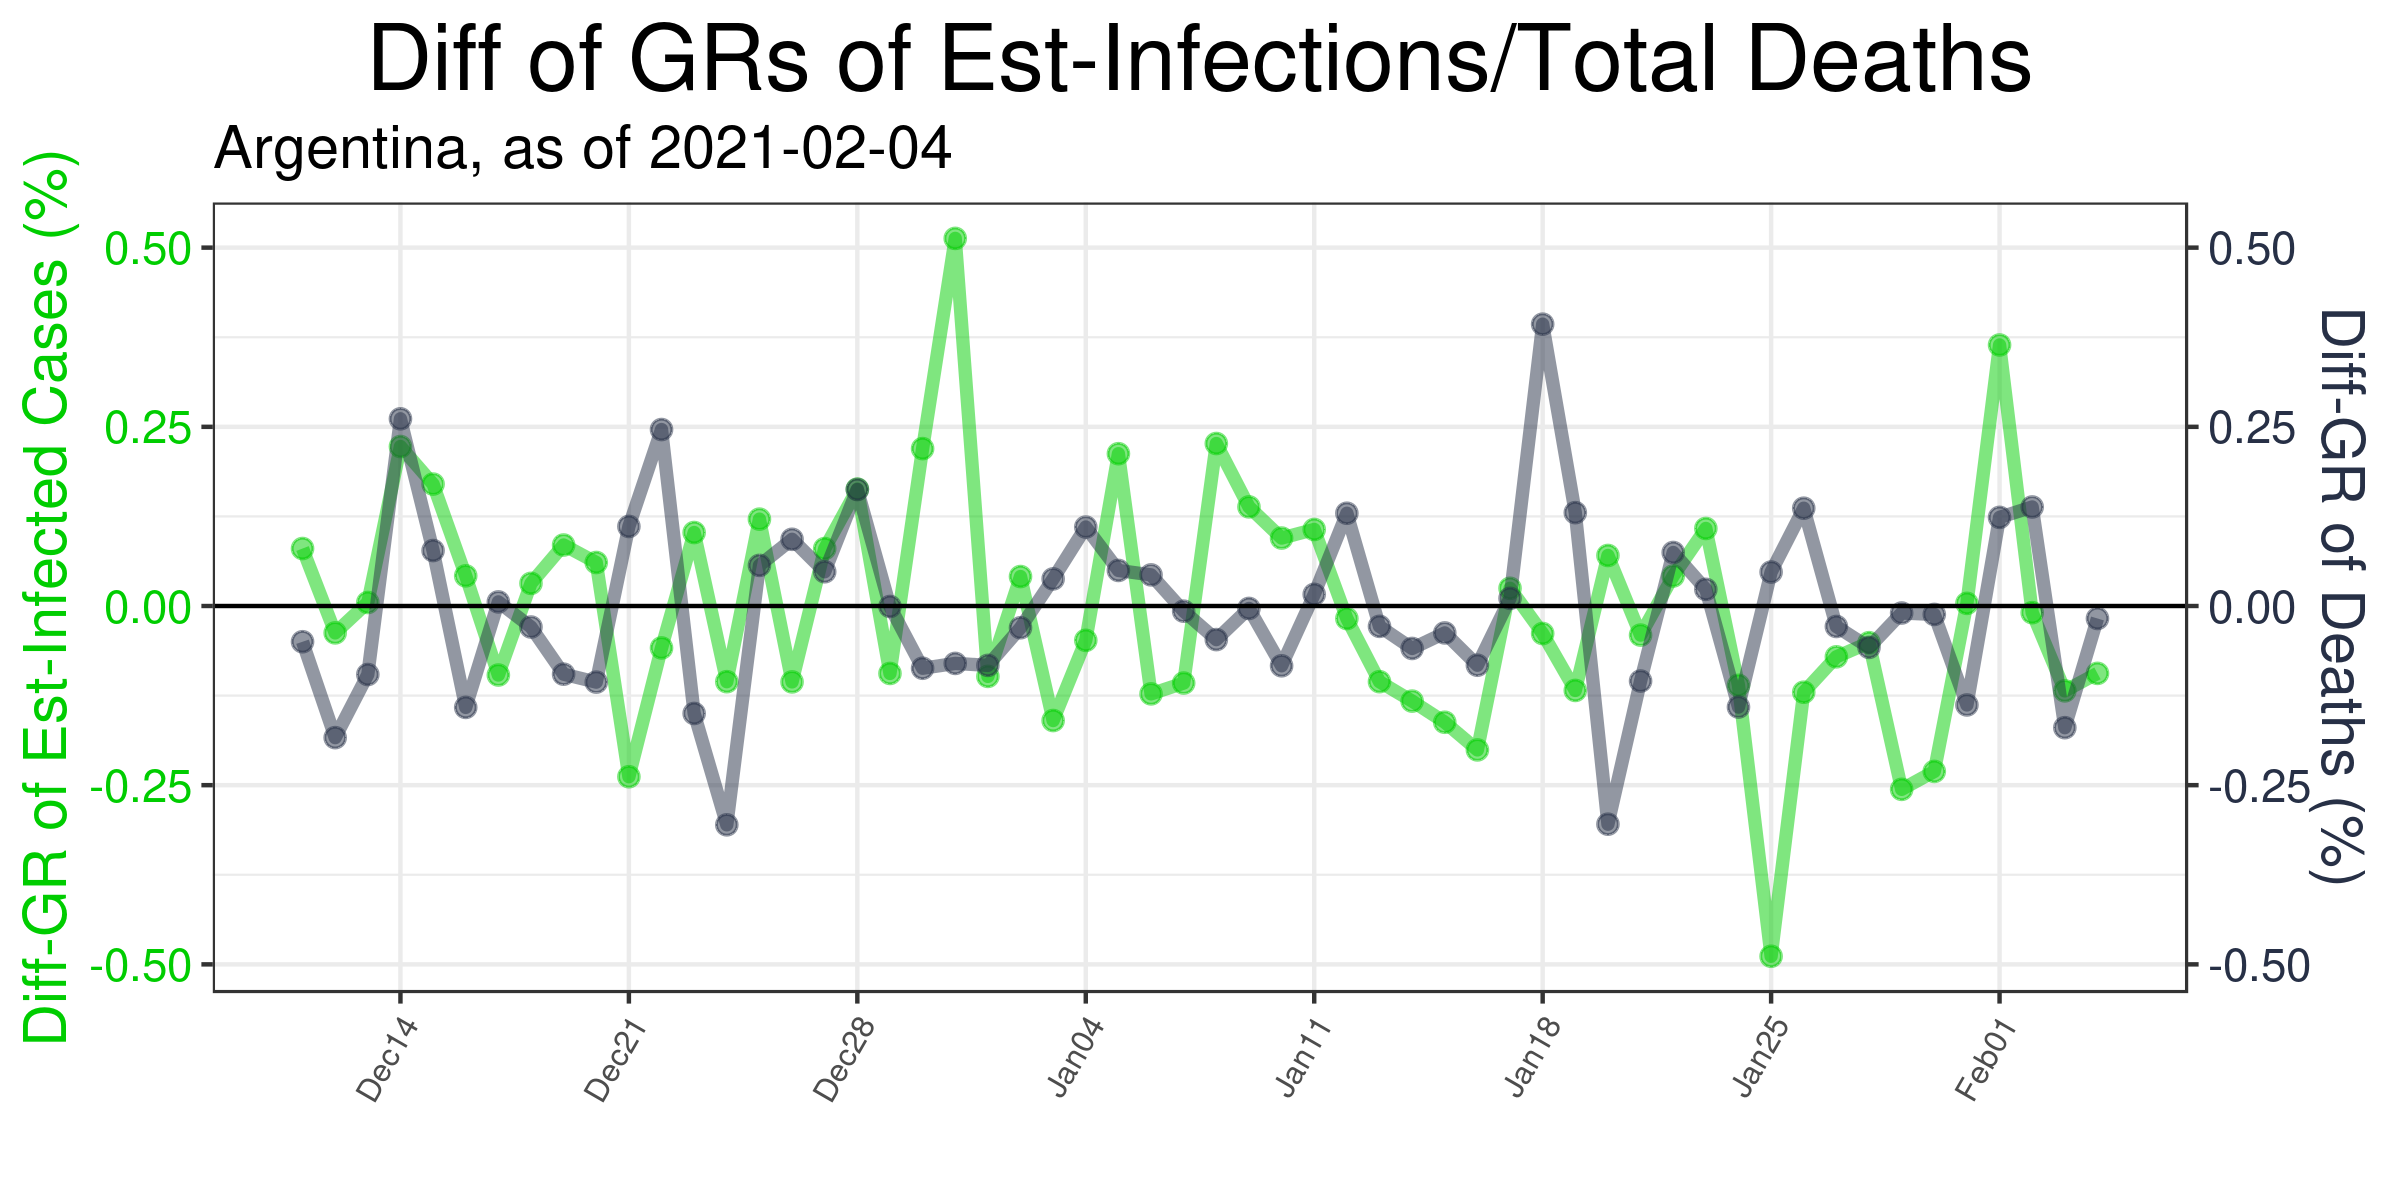 Diff of GRs of Est-Infections/Total Deaths
Argentina, as of 2021-02-04
Diff-GR of Est-Infected Cases (%)
0.50
0.25
0.00
-0.25
-0.50
0.50
0.25
0.00
-0.25
-0.50
Diff-GR of Deaths (%)
Dec14
Dec21
Dec28
Jan04
Jan11
Jan18
Jan25
Feb01